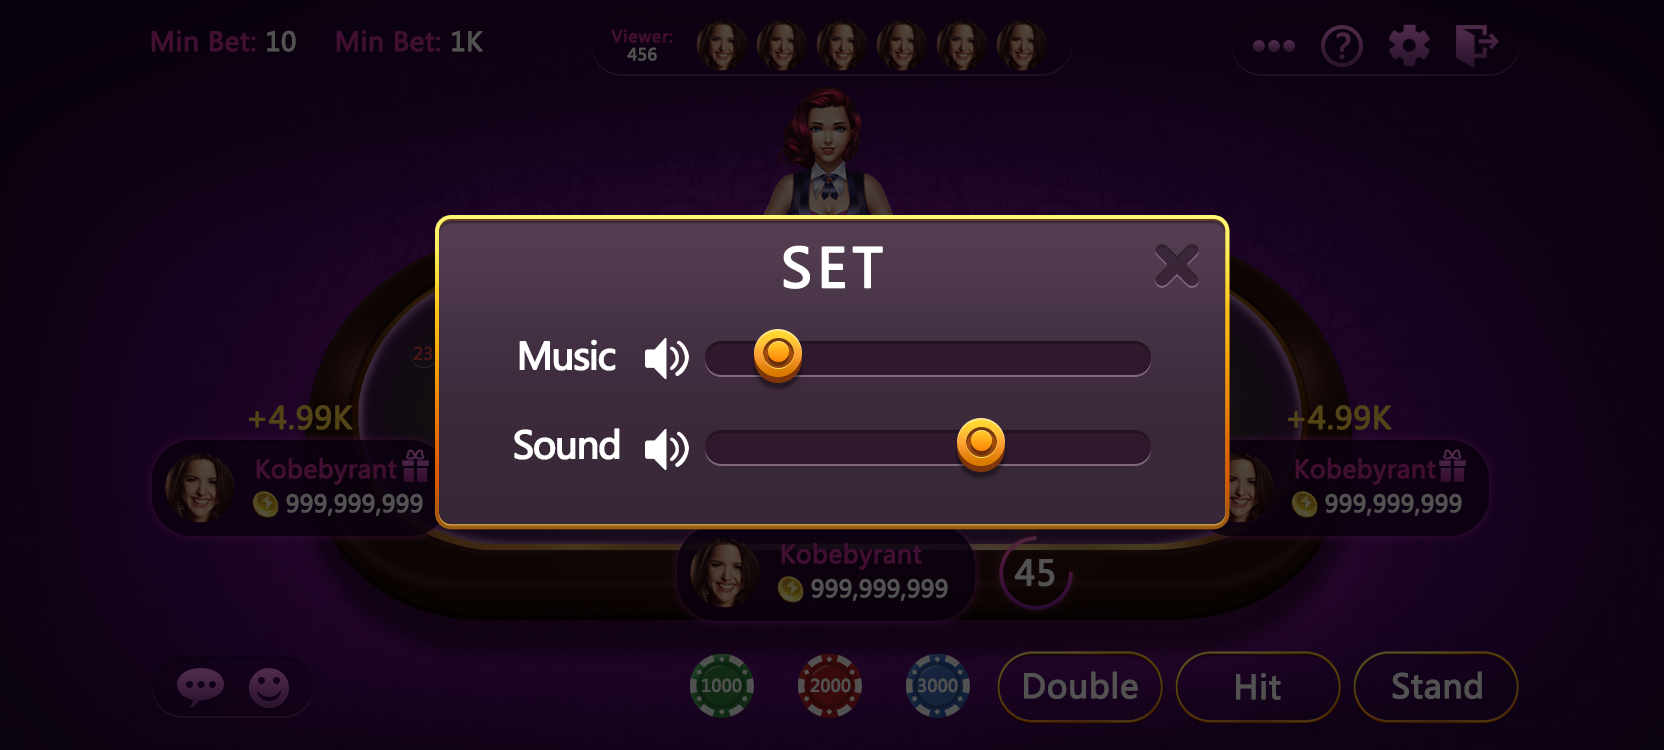 Min Bet: 10
Min Bet: 1K
Viewer:
456
SET
Music
Sound
23
+4.99K
Kobebyrant
999,999,999
+4.99K
Kobebyrant
999,999,999
Kobebyrant
999,999,999
45
1000
2000
3000
Double
Hit
Stand